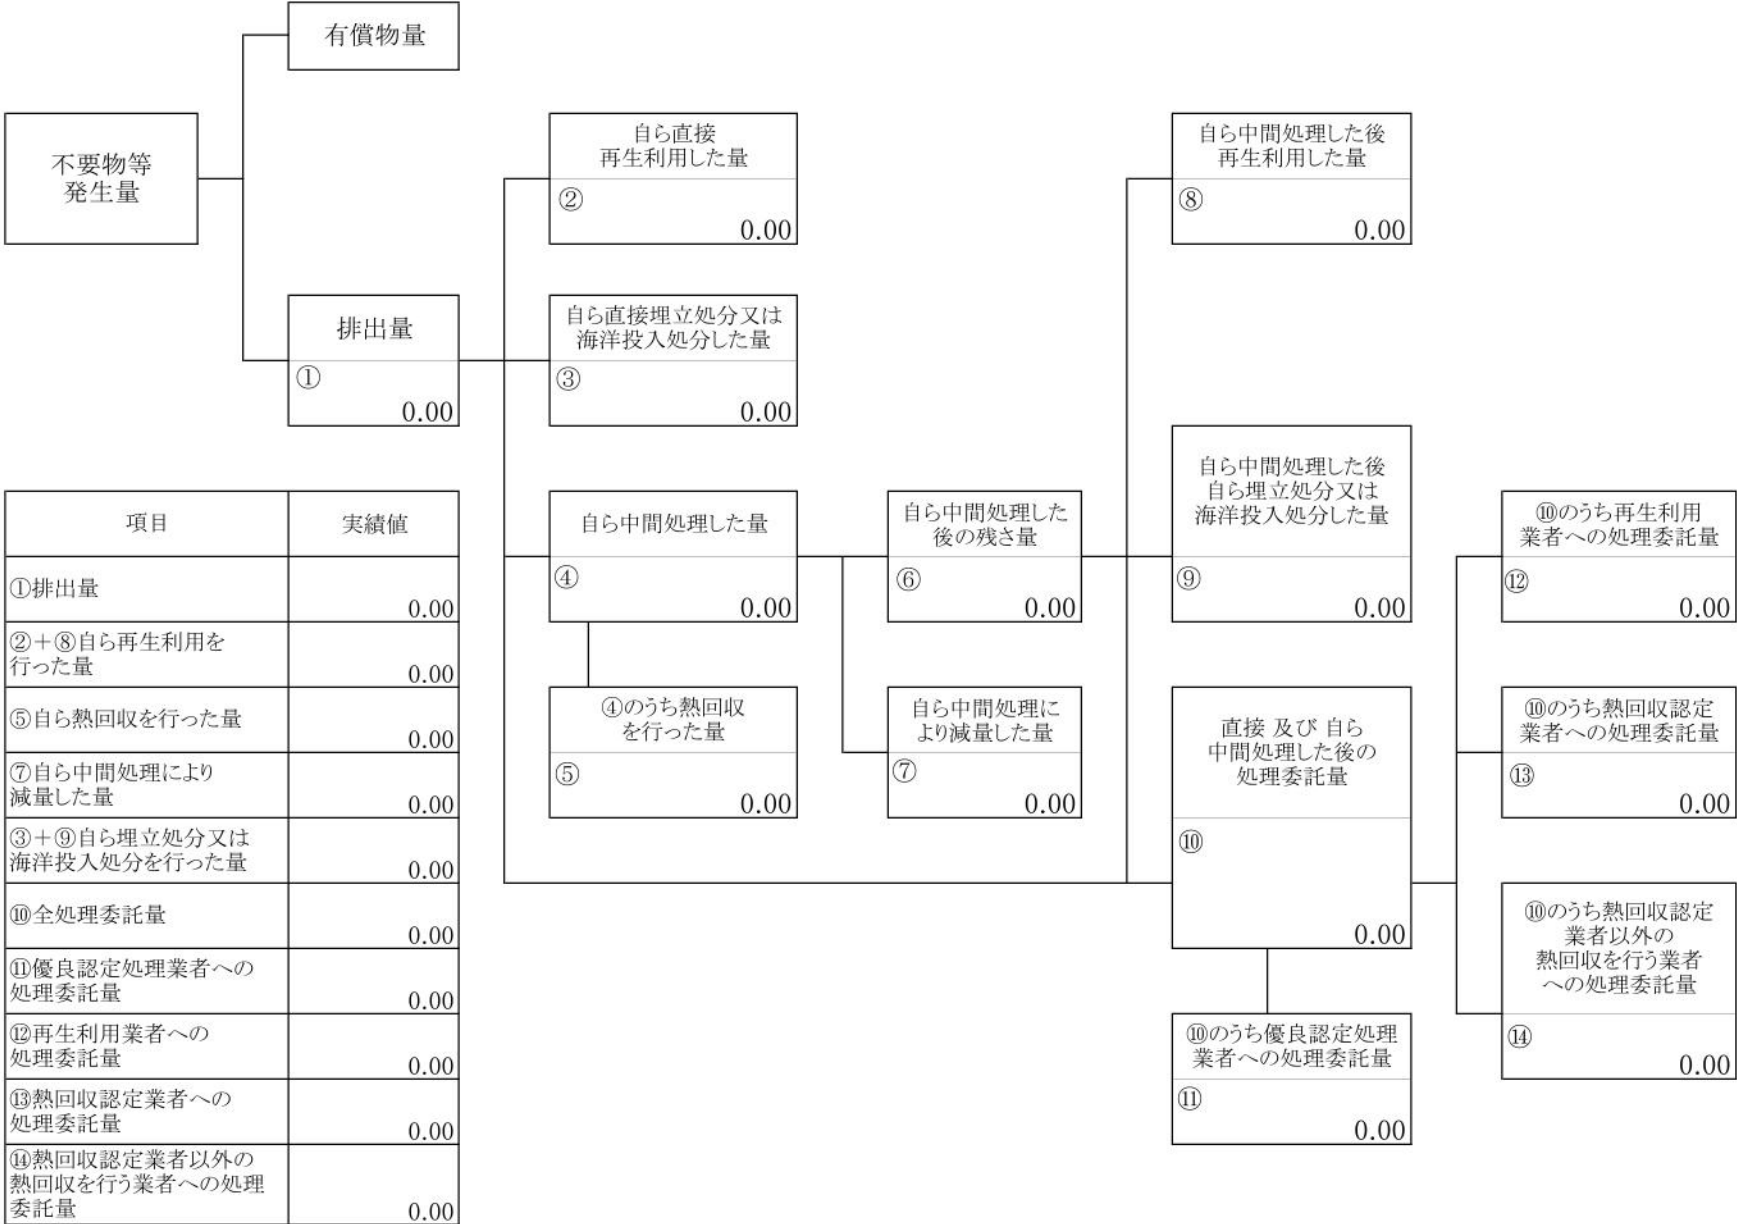 有償物量
不要物等
発生量
自ら直接
再生利用した量
②
0.00
自ら中間処理した後
再生利用した量
⑧
0.00
排出量
①
0.00
自ら直接埋立処分又は
海洋投入処分した量
③
0.00
自ら中間処理した量
④
0.00
自ら中間処理した
後の残さ量
⑥
0.00
自ら中間処理した後
自ら埋立処分又は
海洋投入処分した量
⑨
0.00
⑩のうち再生利用
業者への処理委託量
⑫
0.00
④のうち熱回収
を行った量
⑤
0.00
自ら中間処理に
より減量した量
⑦
0.00
直接 及び 自ら
中間処理した後の
処理委託量
⑩
0.00
⑩のうち熱回収認定
業者への処理委託量
⑬
0.00
⑩のうち熱回収認定
業者以外の
熱回収を行う業者
への処理委託量
⑭
0.00
⑩のうち優良認定処理
業者への処理委託量
⑪
0.00
項目 実績値
①排出量
0.00
②+⑧自ら再生利用を
行った量
0.00
⑤自ら熱回収を行った量
0.00
⑦自ら中間処理により
減量した量
0.00
③+⑨自ら埋立処分又は
海洋投入処分を行った量
0.00
⑩全処理委託量
0.00
⑪優良認定処理業者への
処理委託量
0.00
⑫再生利用業者への
処理委託量
0.00
⑬熱回収認定業者への
処理委託量
0.00
⑭熱回収認定業者以外の
熱回収を行う業者への処理
委託量
0.00